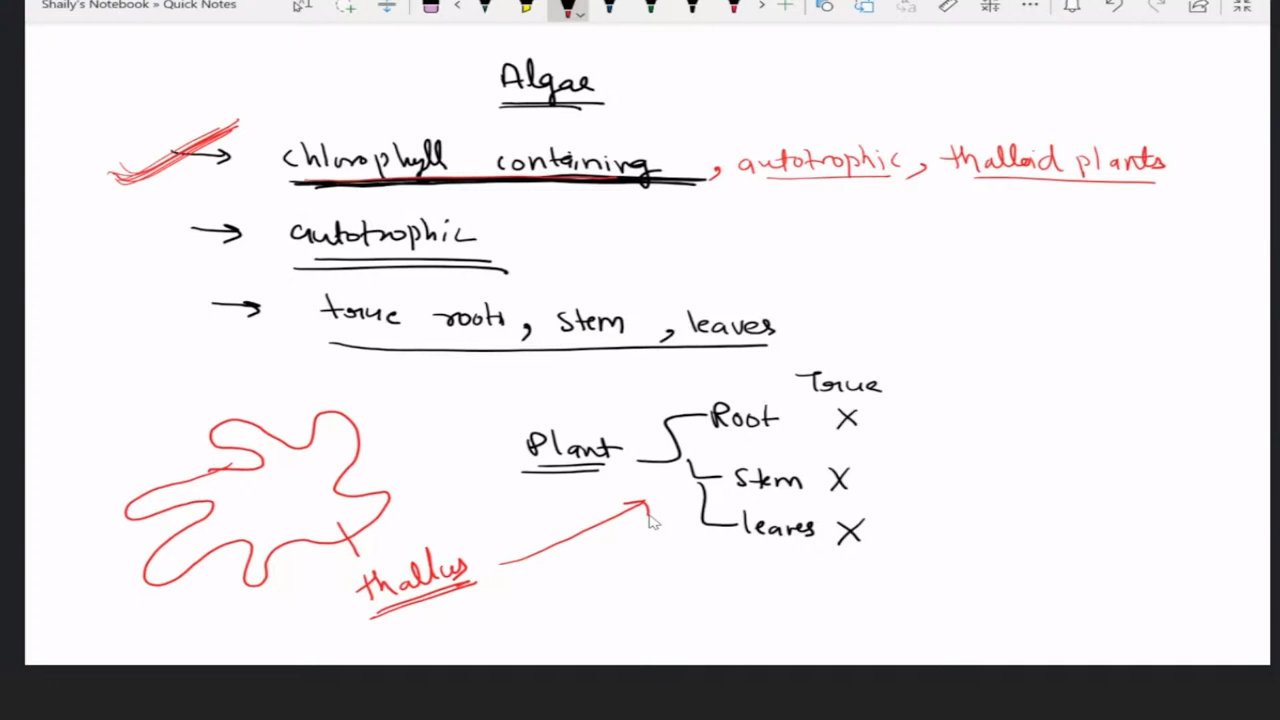 Shaily's Notebook » Quick Notes
Algae
→ chlorophyll containing, autotrophic, thalloid plants
→ autotrophic
→ true roots, stem, leaves
True
Plant Root X
stem X
leaves X
thallus